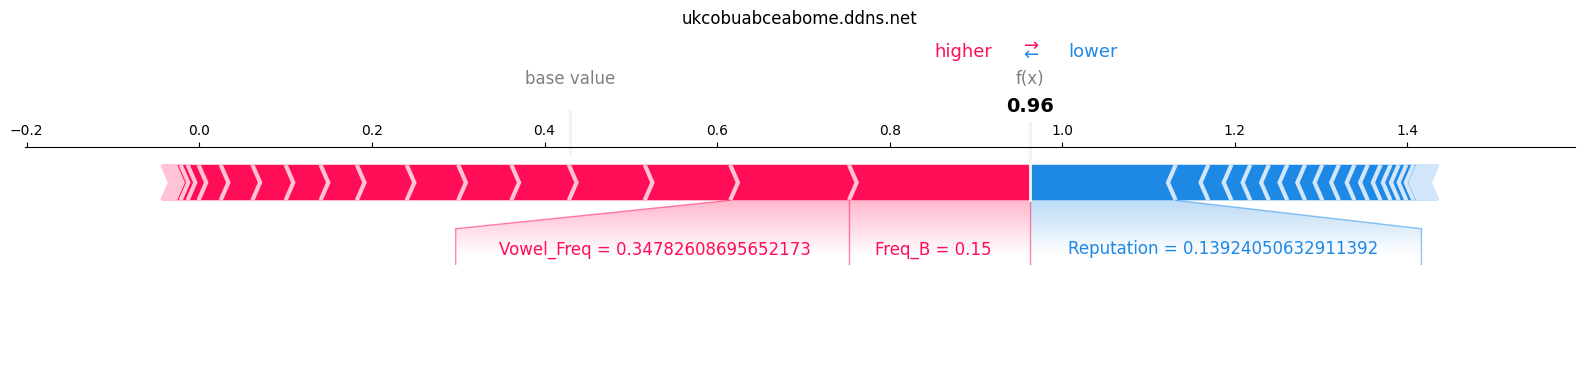 ukcobuabceabome.ddns.net
higher ⇄ lower
base value f(x)
0.96
−0.2 0.0 0.2 0.4 0.6 0.8 1.0 1.2 1.4
Vowel_Freq = 0.34782608695652173 Freq_B = 0.15 Reputation = 0.13924050632911392